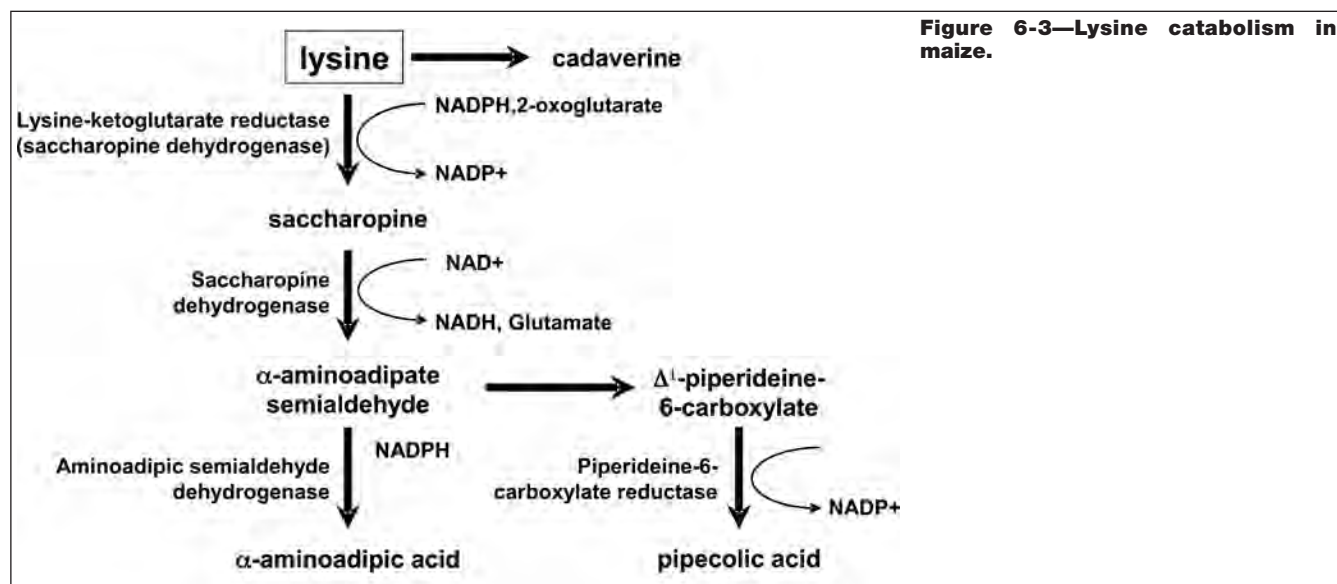 Figure 6-3—Lysine catabolism in
maize.
lysine
cadaverine
NADPH,2-oxoglutarate
Lysine-ketoglutarate reductase
(saccharopine dehydrogenase)
NADP+
saccharopine
NAD+
Saccharopine
dehydrogenase
NADH, Glutamate
α-aminoadipate
semialdehyde
Δ¹-piperideine-
6-carboxylate
NADPH
Aminoadipic semialdehyde
dehydrogenase
Piperideine-6-
carboxylate reductase
NADP+
α-aminoadipic acid
pipecolic acid